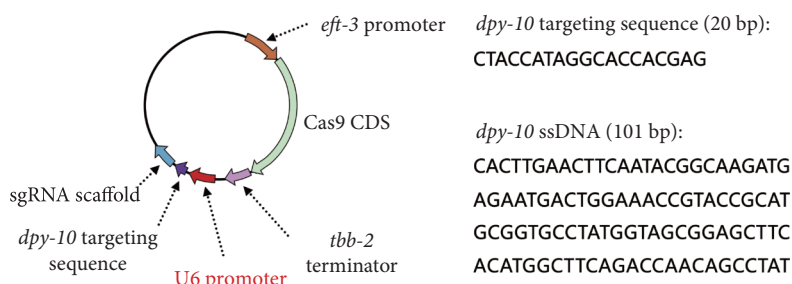 eft-3 promoter
Cas9 CDS
sgRNA scaffold
dpy-10 targeting
sequence
U6 promoter
tbb-2
terminator
dpy-10 targeting sequence (20 bp):
CTACCATAGGCACCACGAG
dpy-10 ssDNA (101 bp):
CACTTGAACTTCAATACGGCAAGATG
AGAATGACTGGAAACCGTACCGCAT
GCGGTGCCTATGGTAGCGGAGCTTC
ACATGGCTTCAGACCAACAGCCTAT